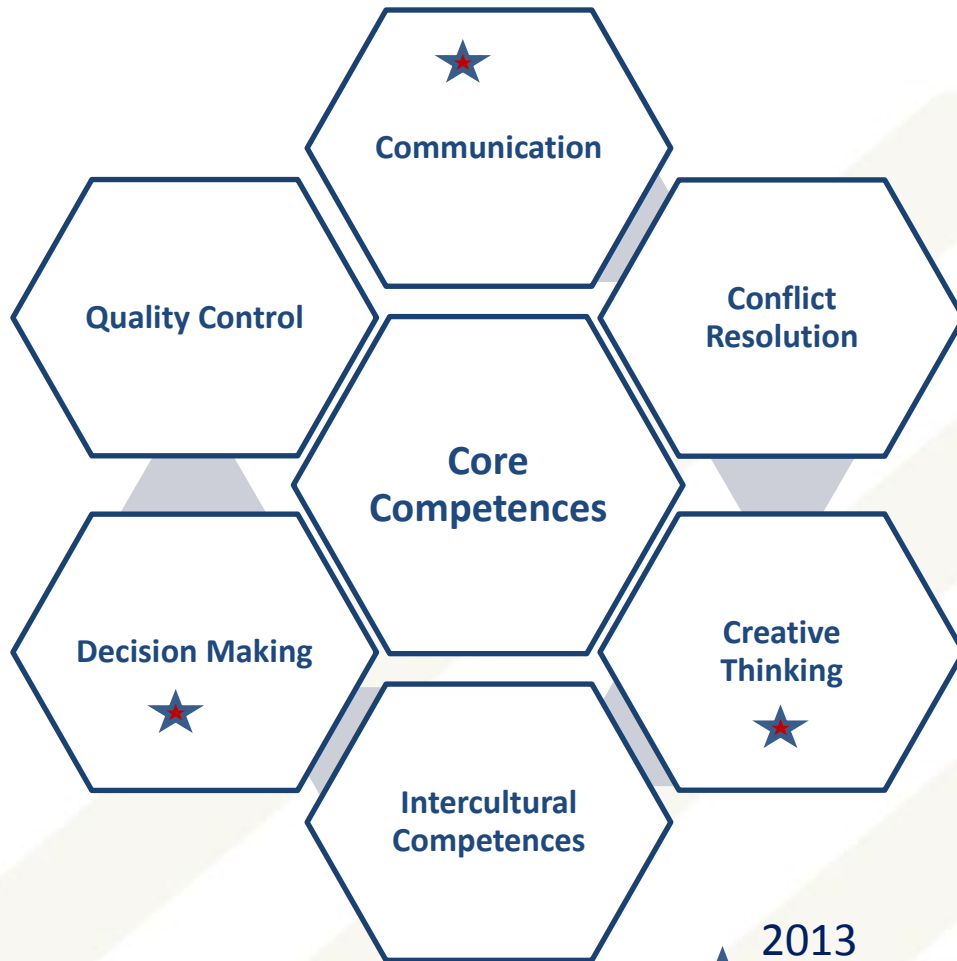 Communication
Quality Control
Conflict
Resolution
Core
Competences
Decision Making
Creative
Thinking
Intercultural
Competences
2013